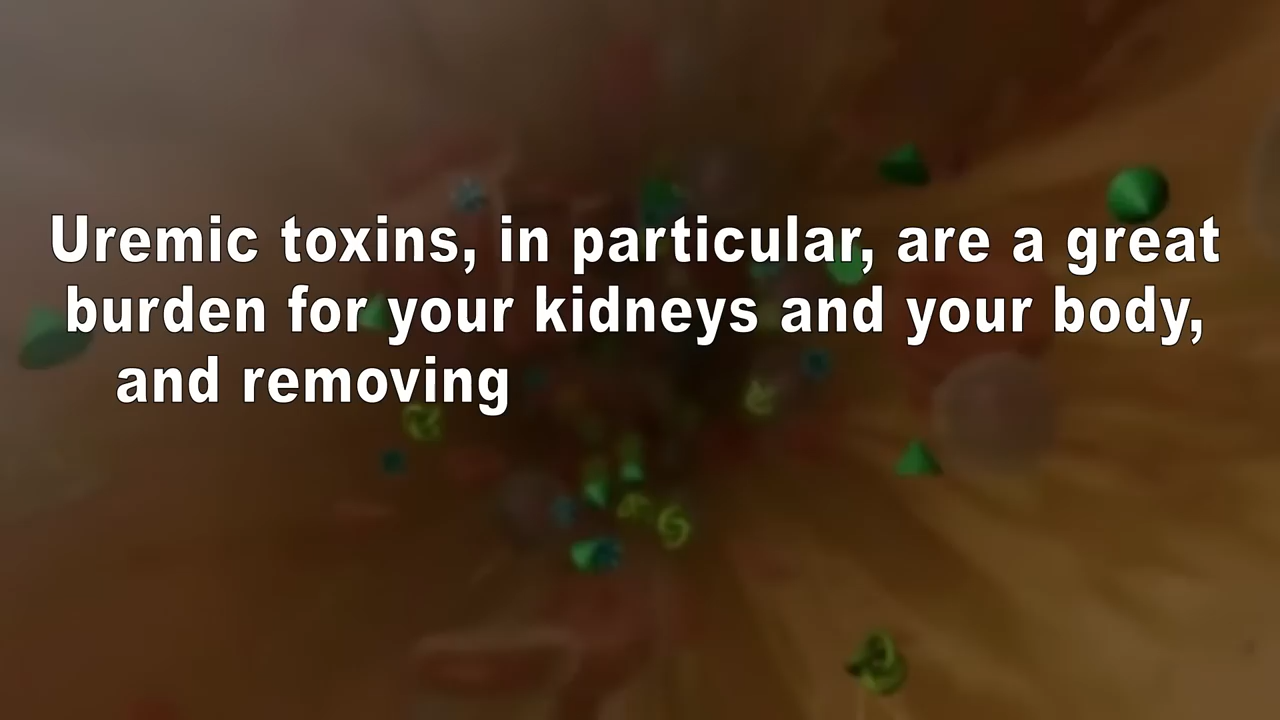 Uremic toxins, in particular, are a great
burden for your kidneys and your body,
and removing